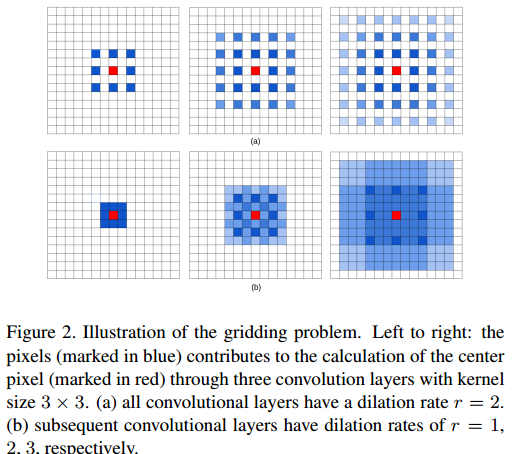 (a)
(b)
Figure 2. Illustration of the gridding problem. Left to right: the
pixels (marked in blue) contributes to the calculation of the center
pixel (marked in red) through three convolution layers with kernel
size 3 × 3. (a) all convolutional layers have a dilation rate r = 2.
(b) subsequent convolutional layers have dilation rates of r = 1,
2, 3, respectively.